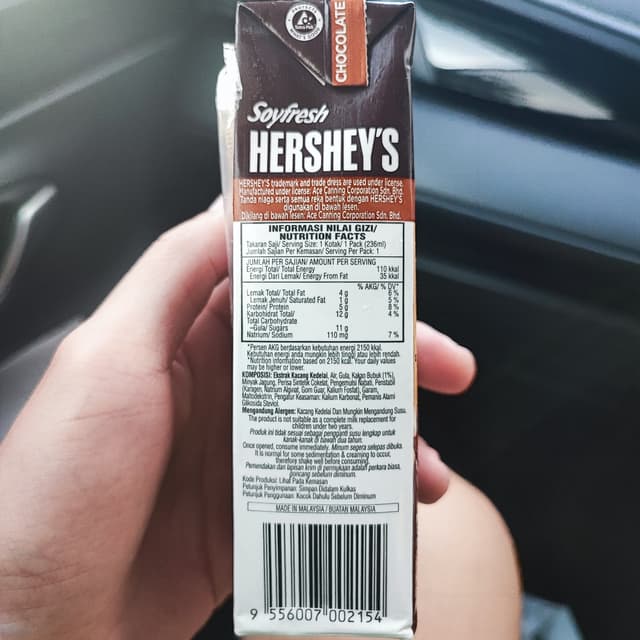 Tetra Pak
PROTECTS
WHAT'S GOOD
CHOCOLATE
Soyfresh
HERSHEY'S
HERSHEY'S trademark and trade dress are used under license.
Manufactured under license: Ace Canning Corporation Sdn. Bhd.
Tanda niaga serta semua reka bentuk dengan HERSHEY'S
digunakan di bawah lesen.
Dikilang di bawah lesen: Ace Canning Corporation Sdn. Bhd.
INFORMASI NILAI GIZI/
NUTRITION FACTS
Takaran Saji/ Serving Size: 1 Kotak/ 1 Pack (236ml)
Jumlah Sajian Per Kemasan/ Serving Per Pack: 1
JUMLAH PER SAJIAN/ AMOUNT PER SERVING
Energi Total/ Total Energy 110 kkal
Energi Dari Lemak/ Energy From Fat 35 kkal
% AKG/ % DV*
Lemak Total/ Total Fat 4 g 6 %
Lemak Jenuh/ Saturated Fat 1 g 5 %
Protein/ Protein 5 g 8 %
Karbohidrat Total/ 12 g 4 %
Total Carbohydrate
-Gula/ Sugars 11 g
Natrium/ Sodium 110 mg 7 %
*Persen AKG berdasarkan kebutuhan energi 2150 kkal.
Kebutuhan energi anda mungkin lebih tinggi atau lebih rendah.
*Nutrition information based on 2150 kcal. Your daily values
may be higher or lower.
KOMPOSISI: Ekstrak Kacang Kedelai, Air, Gula, Kakao Bubuk (1%),
Minyak Jagung, Perisa Sintetik Cokelat, Pengemulsi Nabati, Penstabil
(Karagen, Natrium Alginat, Gom Guar, Kalium Fosfat), Garam,
Maltodekstrin, Pengatur Keasaman: Kalium Karbonat, Pemanis Alami
Glikosida Steviol.
Mengandung Alergen: Kacang Kedelai Dan Mungkin Mengandung Susu.
The product is not suitable as a complete milk replacement for
children under two years.
Produk ini tidak sesuai sebagai pengganti susu lengkap untuk
kanak-kanak di bawah dua tahun.
Once opened, consume immediately. Minum segera selepas dibuka.
It is normal for some sedimentation & creaming to occur,
therefore shake well before consuming.
Pemendakan dan lapisan krim di permukaan adalah perkara biasa,
goncang sebelum diminum.
Kode Produksi: Lihat Pada Kemasan
Petunjuk Penyimpanan: Simpan Didalam Kulkas
Petunjuk Penggunaan: Kocok Dahulu Sebelum Diminum
MADE IN MALAYSIA / BUATAN MALAYSIA
9 556007 002154